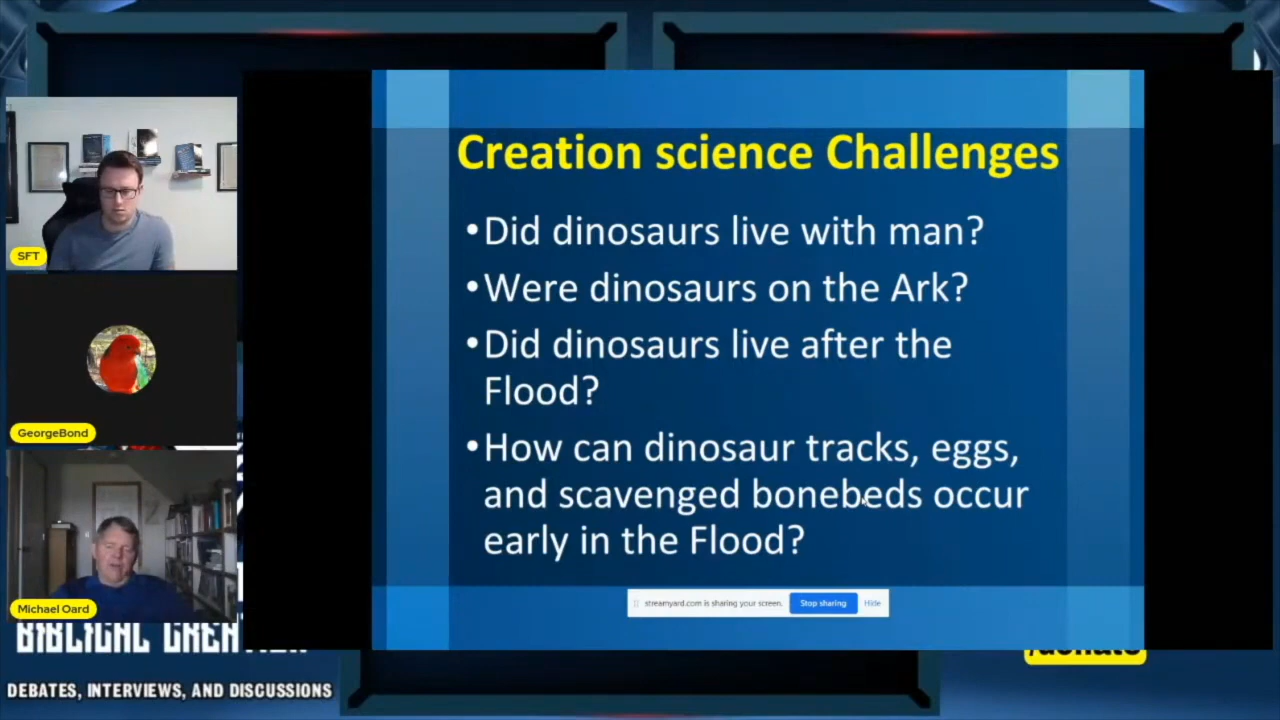 Creation science Challenges
•Did dinosaurs live with man?
•Were dinosaurs on the Ark?
•Did dinosaurs live after the
Flood?
•How can dinosaur tracks, eggs,
and scavenged bonebeds occur
early in the Flood?
streamyard.com is sharing your screen.
Stop sharing
Hide
SFT
GeorgeBond
Michael Oard
BIBLICAL
DEBATES, INTERVIEWS, AND DISCUSSIONS